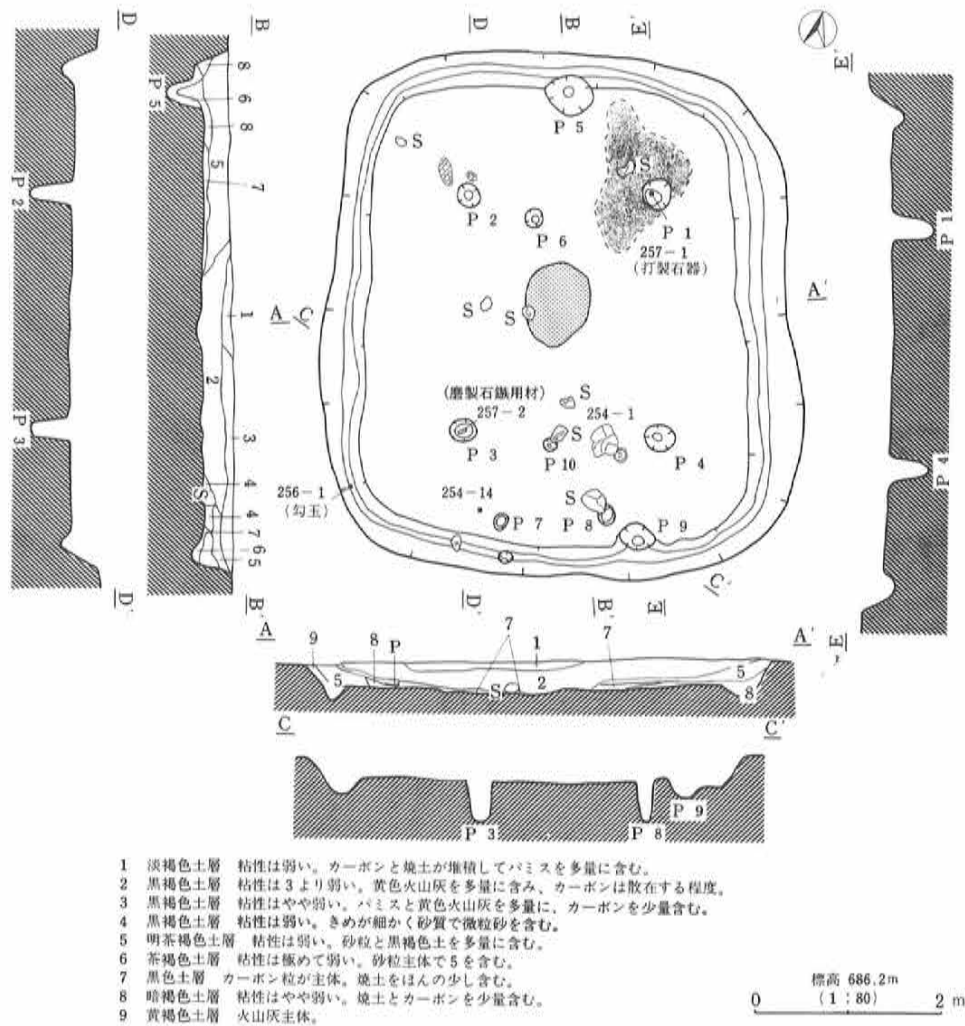 D
B
D
B
E'
E'
8
P 5
6
8
5
7
S
P 5
S
P 2
P 6
P 1
257-1
(打製石器)
P 2
P 1
A
C
1
S
S
A'
2
(磨製石鏃用材)
257-2
S
254-1
P 3
3
P 3
P 10
S
P 4
P 4
4
S
4
7
6
5
256-1
(勾玉)
254-14
S
P 7
P 8
P 9
C'
D'
B'
D'
B'
E
E
A
9
8
P
7
1
7
A'
5
2
S
5
8
C
C'
P 3
P 8
P 9
1 淡褐色土層 粘性は弱い。カーボンと焼土が堆積してパミスを多量に含む。
2 黒褐色土層 粘性は3より弱い。黄色火山灰を多量に含み、カーボンは散在する程度。
3 黒褐色土層 粘性はやや弱い。パミスと黄色火山灰を多量に、カーボンを少量含む。
4 黒褐色土層 粘性は弱い。きめが細かく砂質で微粒砂を含む。
5 明茶褐色土層 粘性は弱い。砂粒と黒褐色土を多量に含む。
6 茶褐色土層 粘性は極めて弱い。砂粒主体で5を含む。
7 黒色土層 カーボン粒が主体。焼土をほんの少し含む。
8 暗褐色土層 粘性はやや弱い。焼土とカーボンを少量含む。
9 黄褐色土層 火山灰主体。
標高 686.2m
0 (1:80) 2m